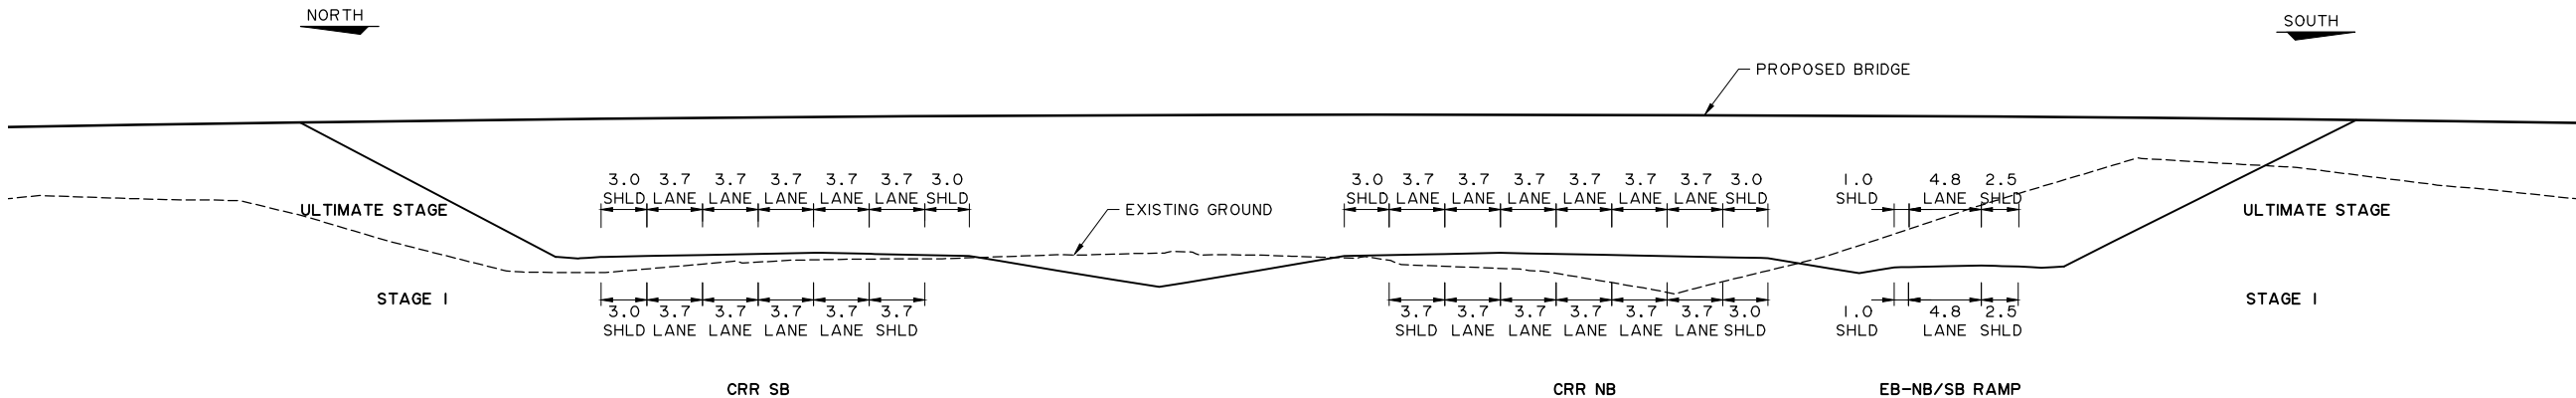 NORTH
SOUTH
PROPOSED BRIDGE
3.0 3.7 3.7 3.7 3.7 3.7 3.0
SHLD LANE LANE LANE LANE LANE SHLD
3.0 3.7 3.7 3.7 3.7 3.7 3.7 3.0
SHLD LANE LANE LANE LANE LANE LANE SHLD
1.0 4.8 2.5
SHLD LANE SHLD
ULTIMATE STAGE
EXISTING GROUND
ULTIMATE STAGE
STAGE 1
STAGE 1
3.0 3.7 3.7 3.7 3.7 3.7
SHLD LANE LANE LANE LANE SHLD
3.7 3.7 3.7 3.7 3.7 3.7 3.0
SHLD LANE LANE LANE LANE LANE SHLD
1.0 4.8 2.5
SHLD LANE SHLD
CRR SB
CRR NB
EB-NB/SB RAMP